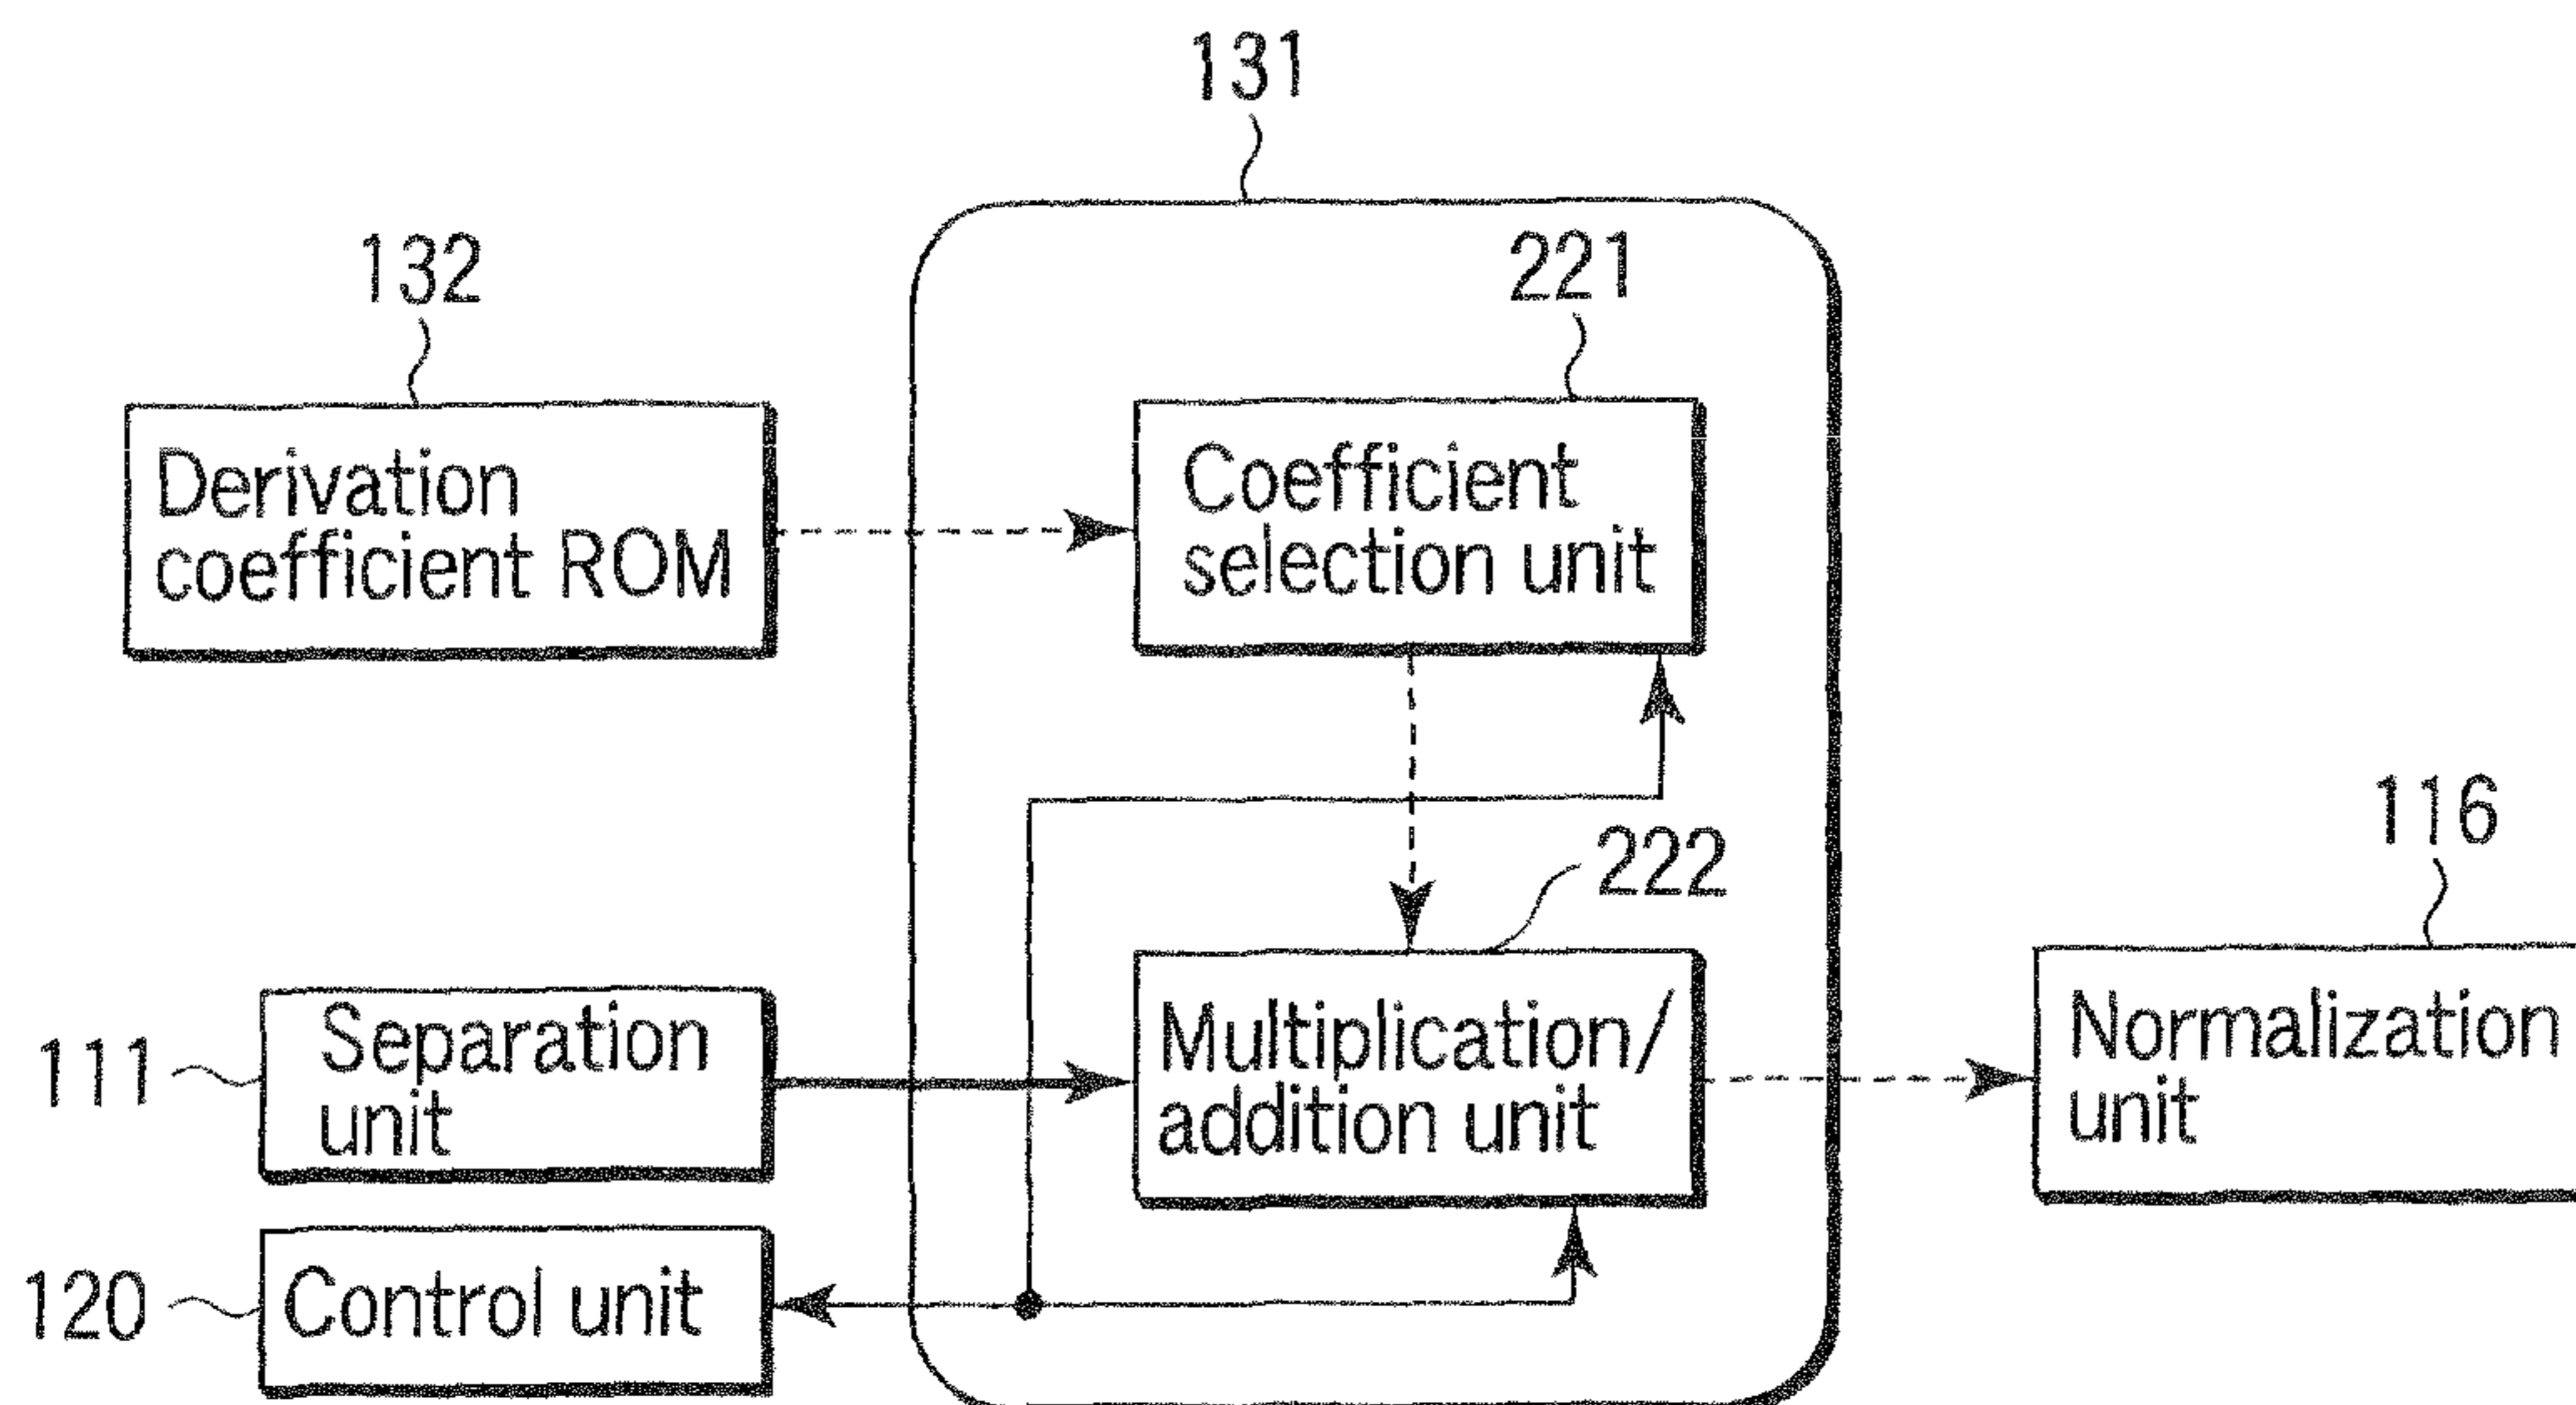 131
132
221
Derivation
coefficient ROM
Coefficient
selection unit
116
222
111
Separation
unit
Multiplication/
addition unit
Normalization
unit
120
Control unit